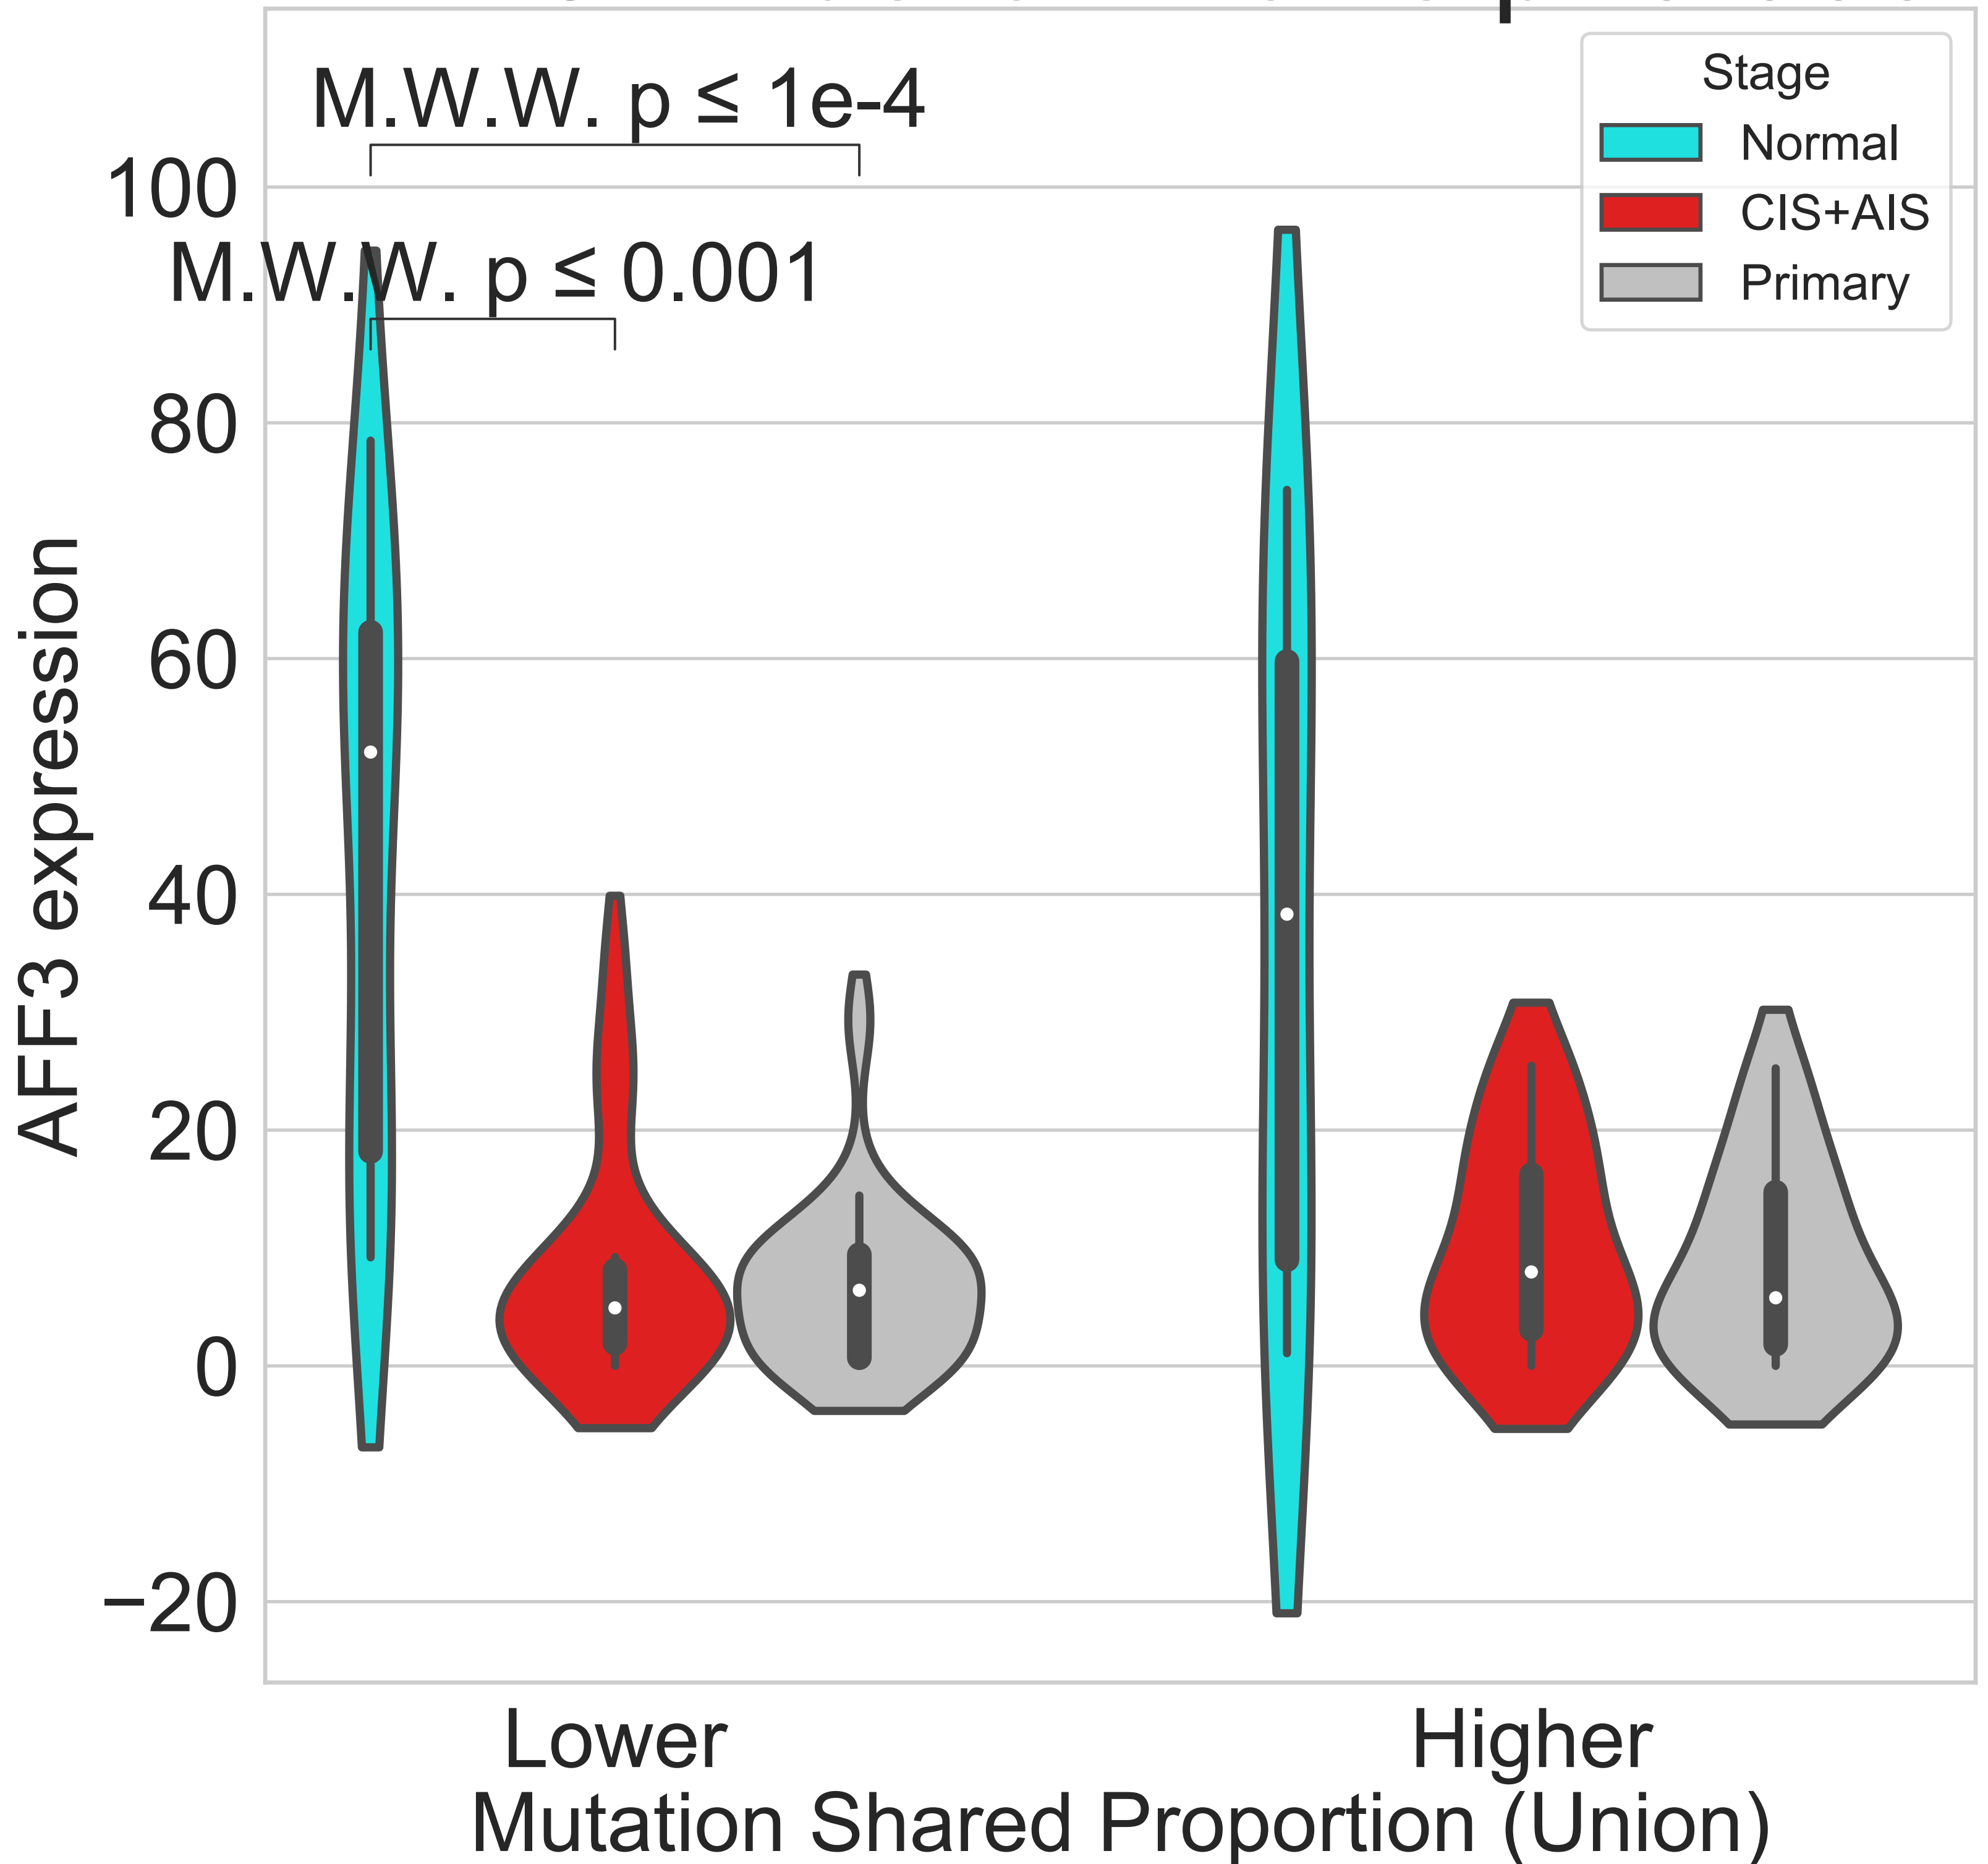 M.W.W. p ≤ 1e-4
M.W.W. p ≤ 0.001
Stage
Normal
CIS+AIS
Primary
100
80
60
40
20
0
−20
AFF3 expression
Lower
Higher
Mutation Shared Proportion (Union)